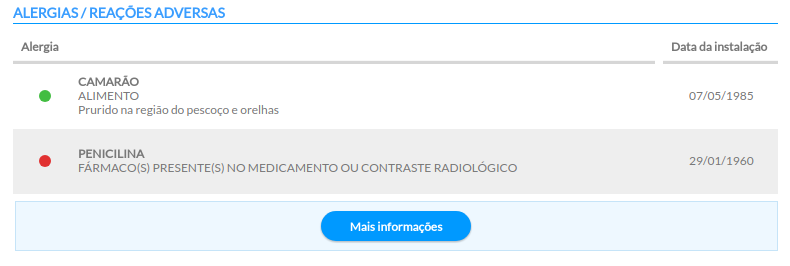 ALERGIAS / REAÇÕES ADVERSAS
Alergia Data da instalação
CAMARÃO
ALIMENTO 07/05/1985
Prurido na região do pescoço e orelhas
PENICILINA
FÁRMACO(S) PRESENTE(S) NO MEDICAMENTO OU CONTRASTE RADIOLÓGICO 29/01/1960
Mais informações